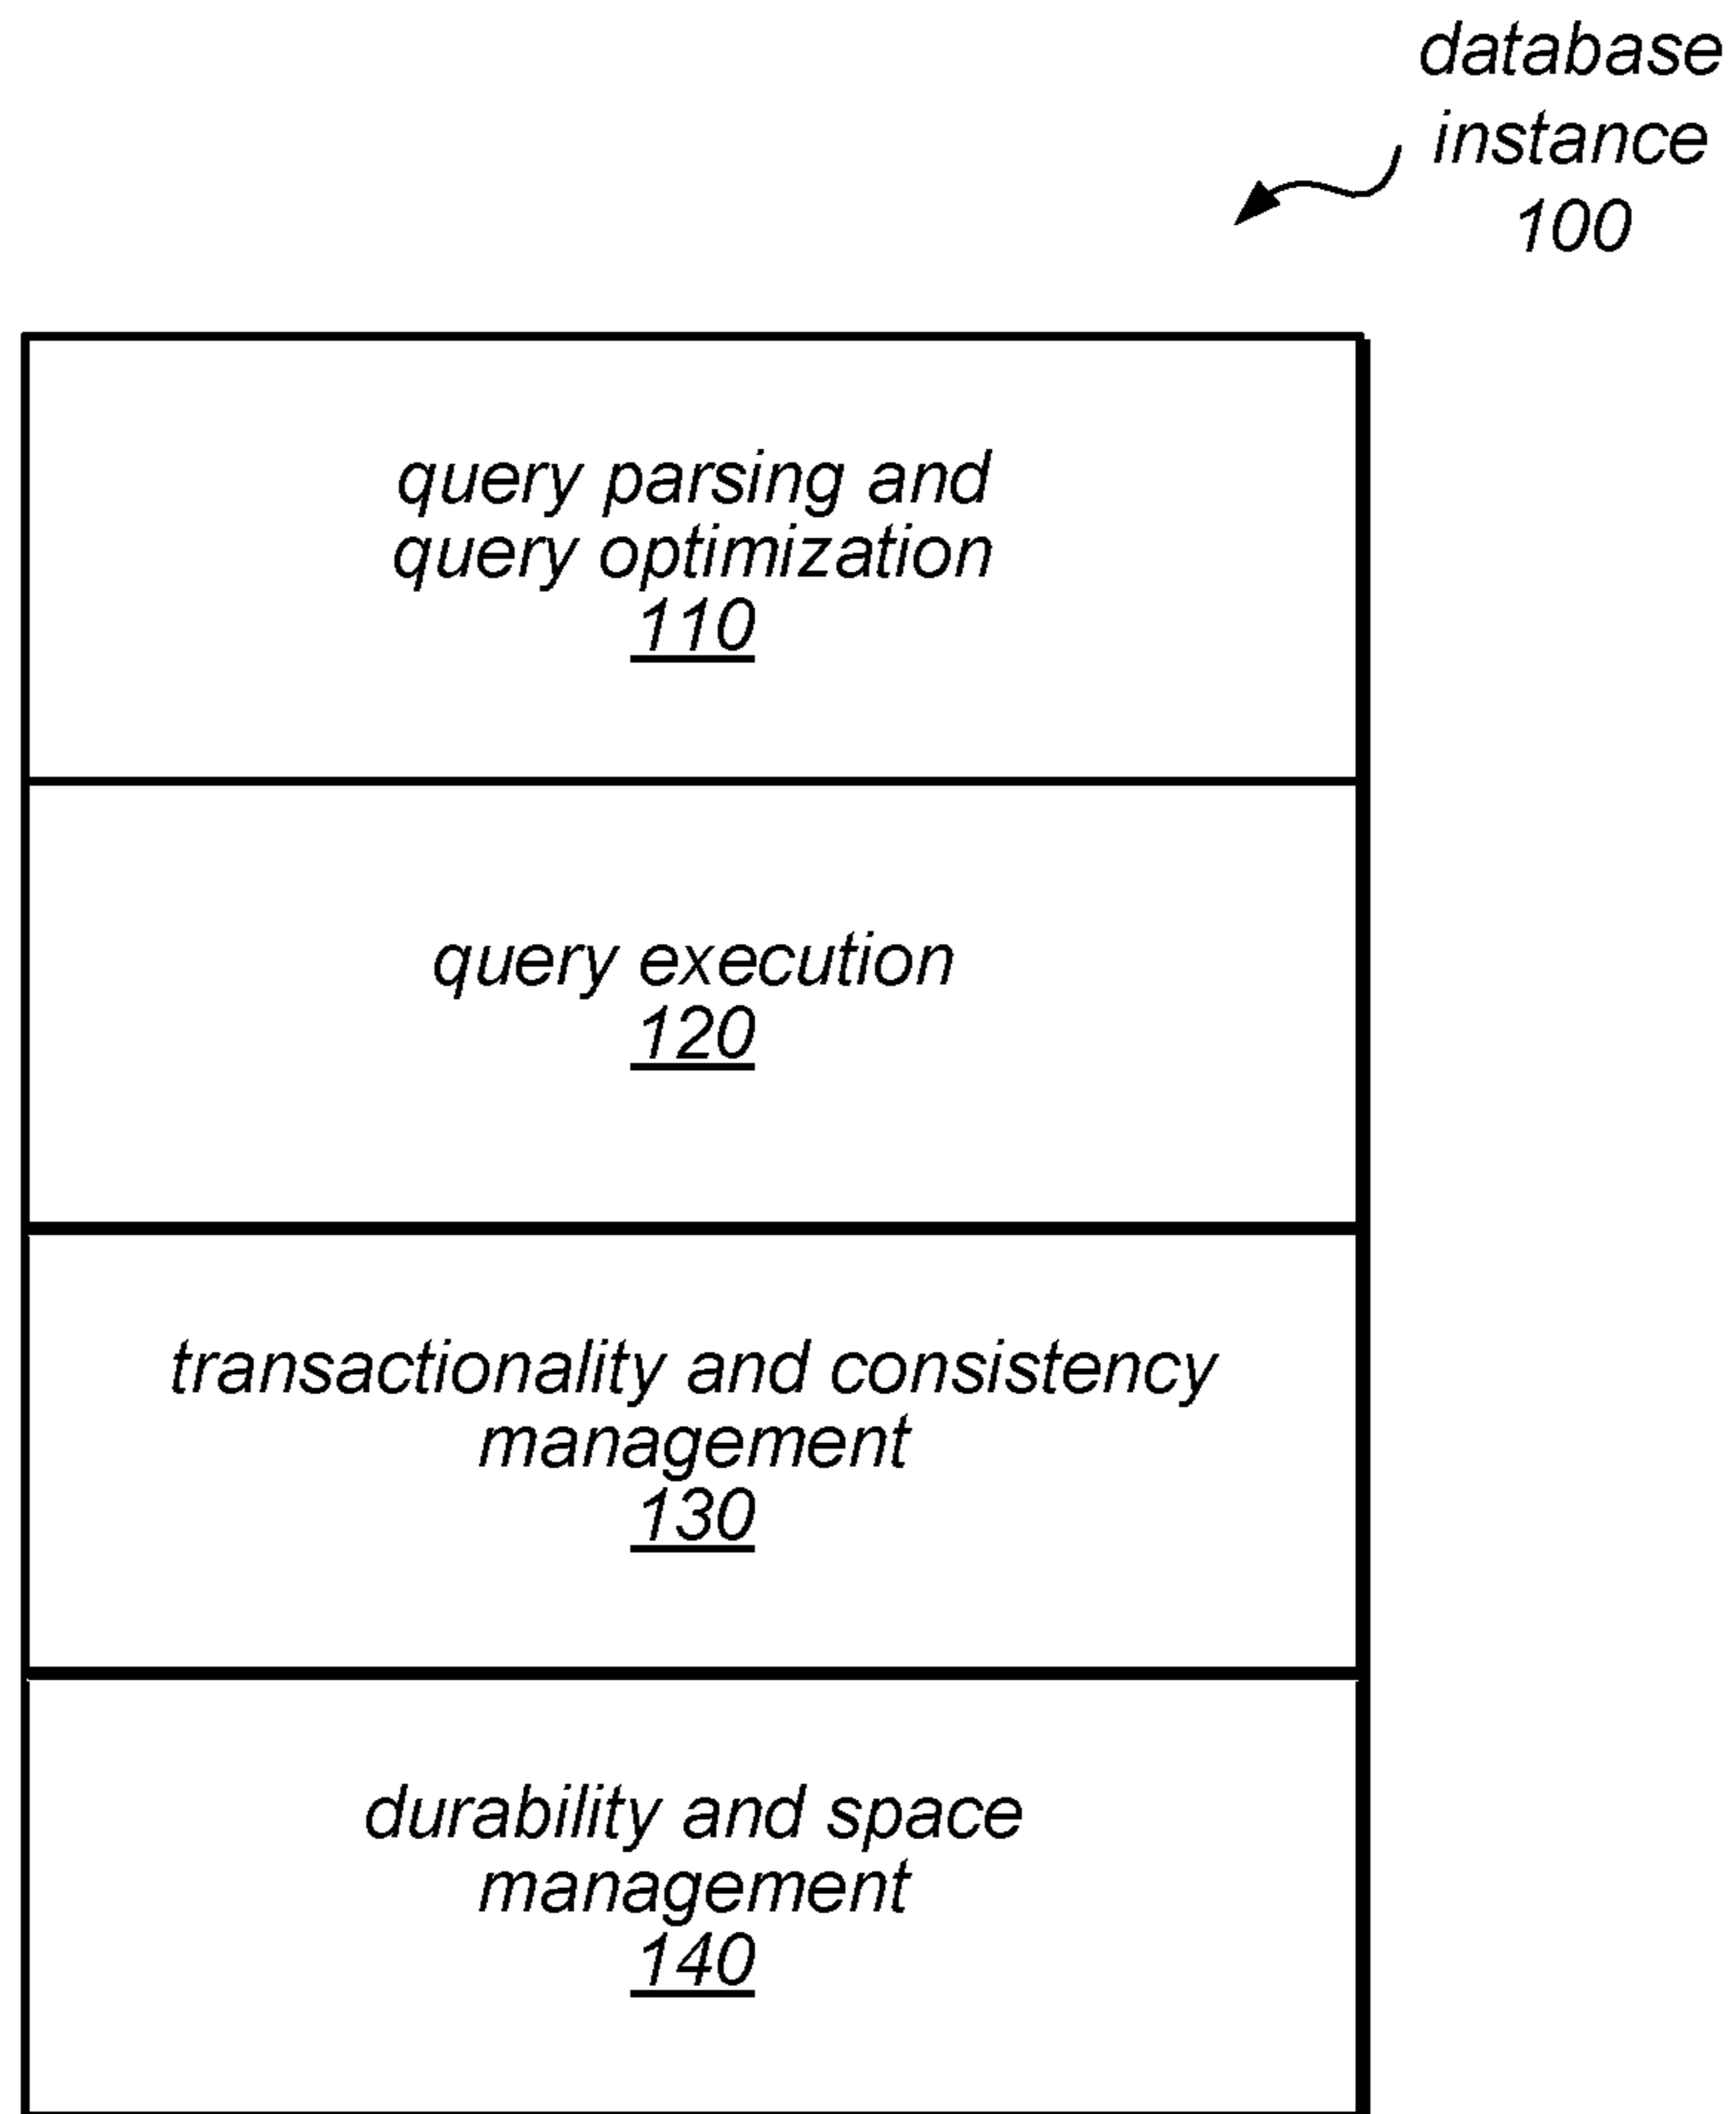 database
instance
100
query parsing and
query optimization
110
query execution
120
transactionality and consistency
management
130
durability and space
management
140